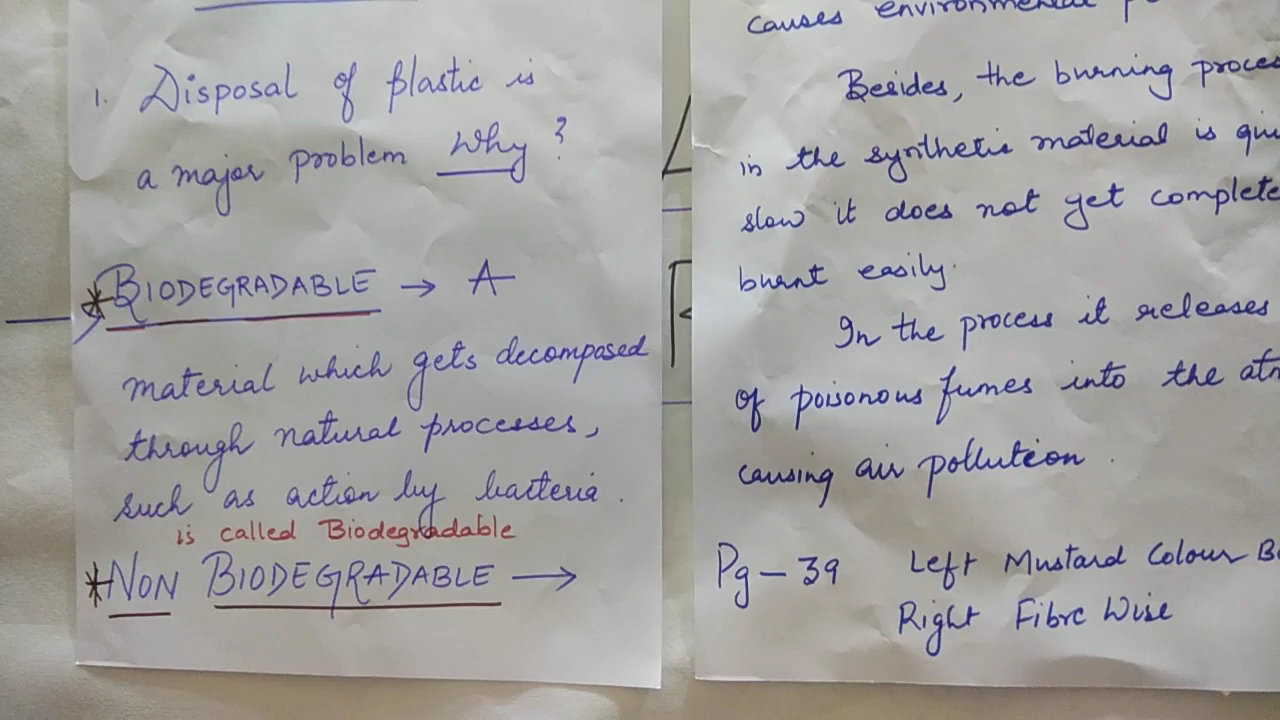 1. Disposal of plastic is
a major problem Why?
*BIODEGRADABLE → A
material which gets decomposed
through natural processes,
such as action by bacteria.
is called Biodegradable
*NON BIODEGRADABLE →
causes environmental
Besides, the burning
in the synthetic material is
slow it does not get
burnt easily.
In the process it releases
of poisonous fumes into the
causing air pollution.
Pg-39 Left Mustard Colour
Right Fibre Wise